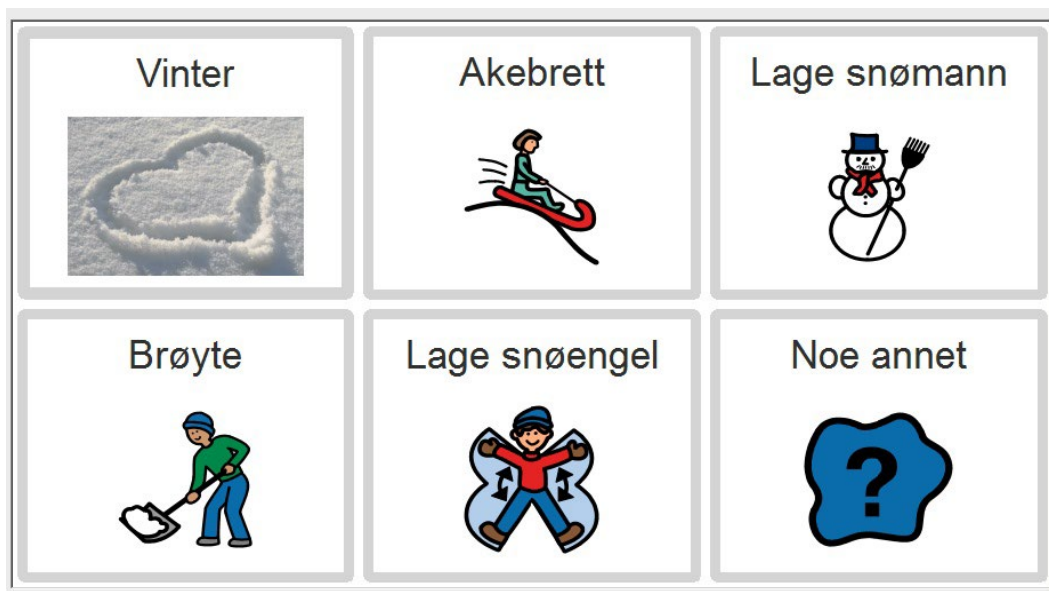 Vinter
Akebrett
Lage snømann
Brøyte
Lage snøengel
Noe annet
?